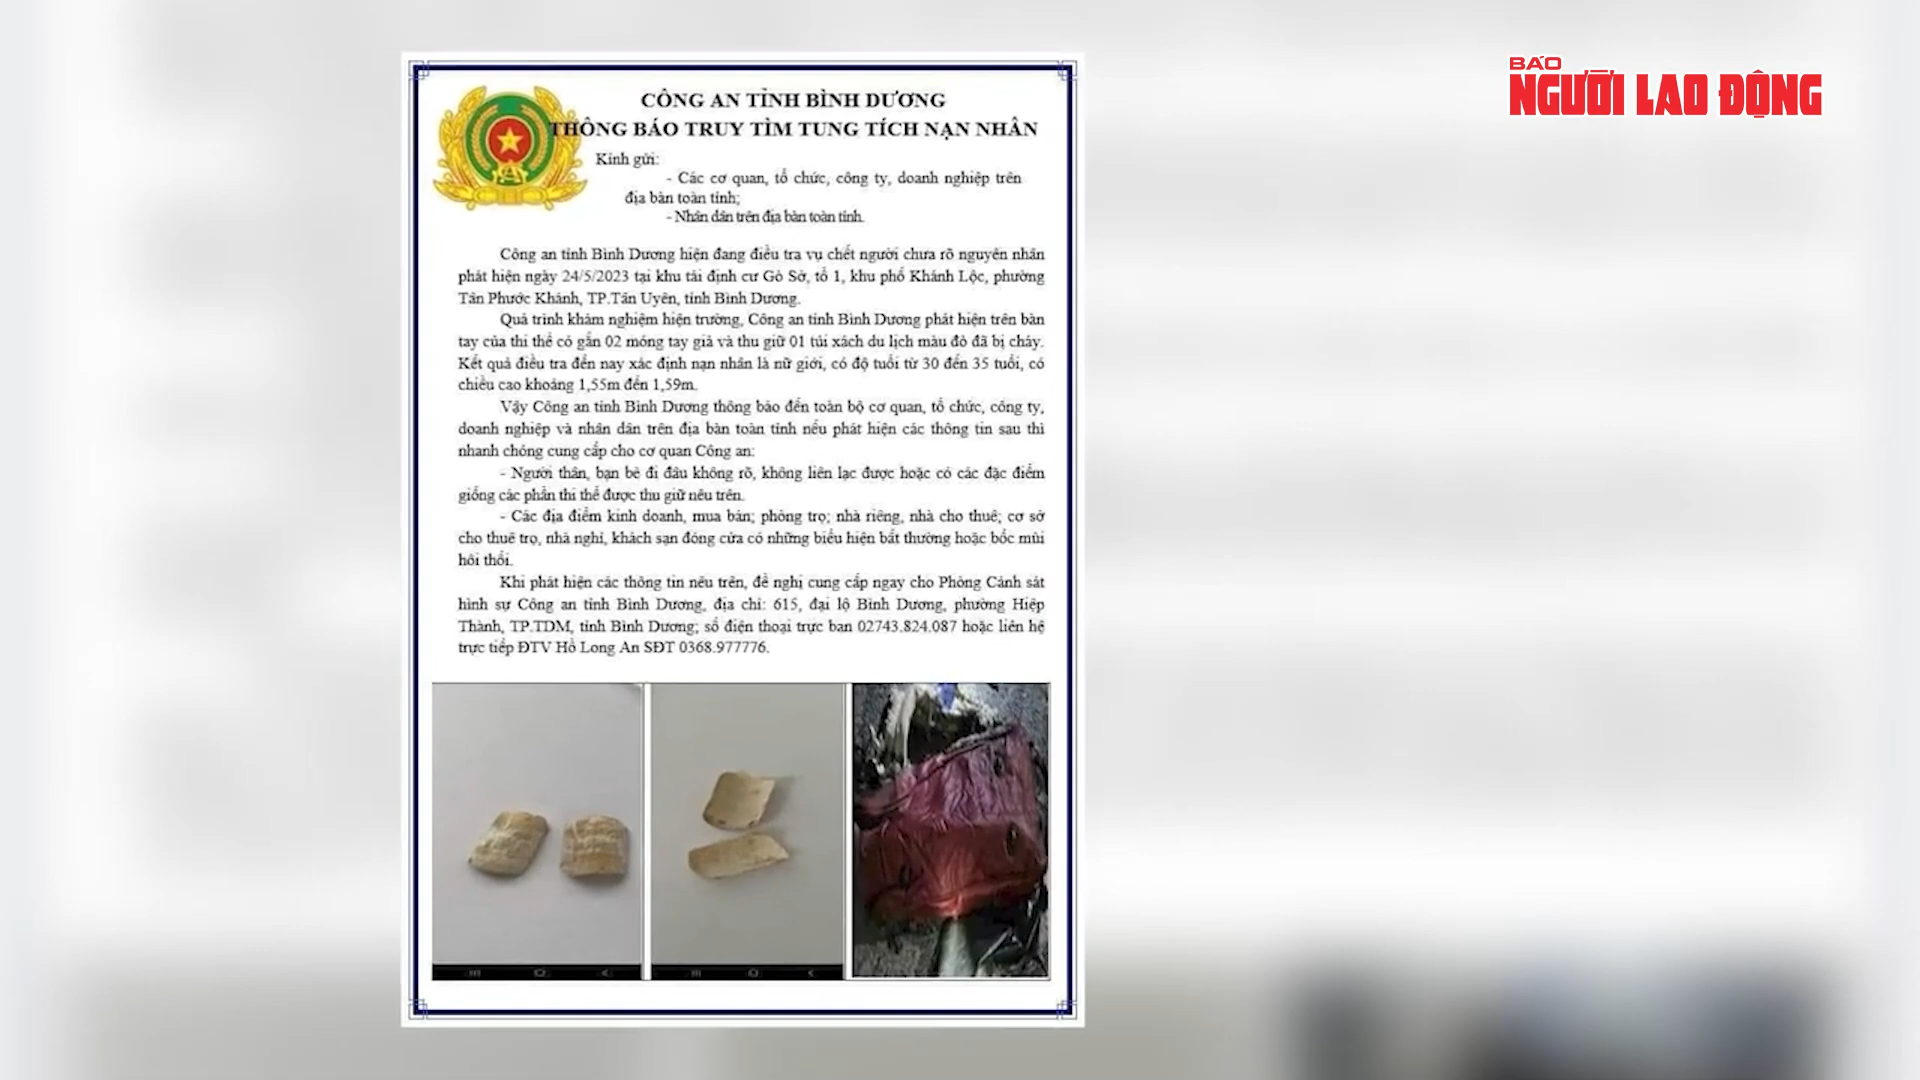 BÁO
NGƯỜI LAO ĐỘNG
CÔNG AN TỈNH BÌNH DƯƠNG
THÔNG BÁO TRUY TÌM TUNG TÍCH NẠN NHÂN
Kính gửi:
- Các cơ quan, tổ chức, công ty, doanh nghiệp trên
địa bàn toàn tỉnh;
- Nhân dân trên địa bàn toàn tỉnh.
Công an tỉnh Bình Dương hiện đang điều tra vụ chết người chưa rõ nguyên nhân
phát hiện ngày 24/5/2023 tại khu tái định cư Gò Sở, tổ 1, khu phố Khánh Lộc, phường
Tân Phước Khánh, TP.Tân Uyên, tỉnh Bình Dương.
Quá trình khám nghiệm hiện trường, Công an tỉnh Bình Dương phát hiện trên bàn
tay của thi thể có gắn 02 móng tay giả và thu giữ 01 túi xách du lịch màu đỏ đã bị cháy.
Kết quả điều tra đến nay xác định nạn nhân là nữ giới, có độ tuổi từ 30 đến 35 tuổi, có
chiều cao khoảng 1,55m đến 1,59m.
Vậy Công an tỉnh Bình Dương thông báo đến toàn bộ cơ quan, tổ chức, công ty,
doanh nghiệp và nhân dân trên địa bàn toàn tỉnh nếu phát hiện các thông tin sau thì
nhanh chóng cung cấp cho cơ quan Công an:
- Người thân, bạn bè đi đâu không rõ, không liên lạc được hoặc có các đặc điểm
giống các phần thi thể được thu giữ nêu trên.
- Các địa điểm kinh doanh, mua bán; phòng trọ; nhà riêng, nhà cho thuê; cơ sở
cho thuê trọ, nhà nghỉ, khách sạn đóng cửa có những biểu hiện bất thường hoặc bốc mùi
hôi thối.
Khi phát hiện các thông tin nêu trên, đề nghị cung cấp ngay cho Phòng Cảnh sát
hình sự Công an tỉnh Bình Dương, địa chỉ: 615, đại lộ Bình Dương, phường Hiệp
Thành, TP.TDM, tỉnh Bình Dương; số điện thoại trực ban 02743.824.087 hoặc liên hệ
trực tiếp ĐTV Hồ Long An SĐT 0368.977776.